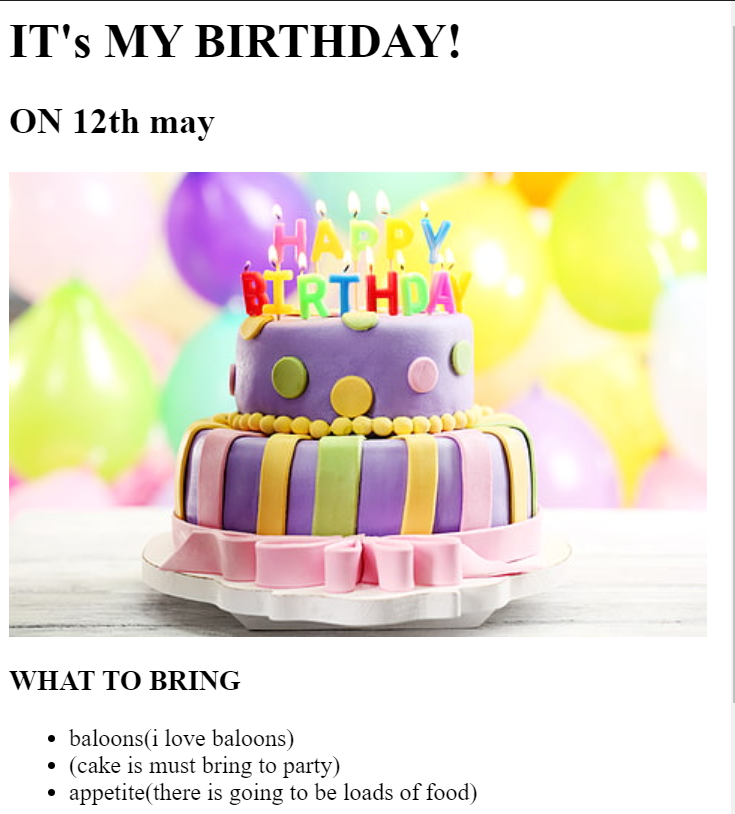 IT's MY BIRTHDAY!
ON 12th may
HAPPY
BIRTHDAY
WHAT TO BRING
baloons(i love baloons)
(cake is must bring to party)
appetite(there is going to be loads of food)